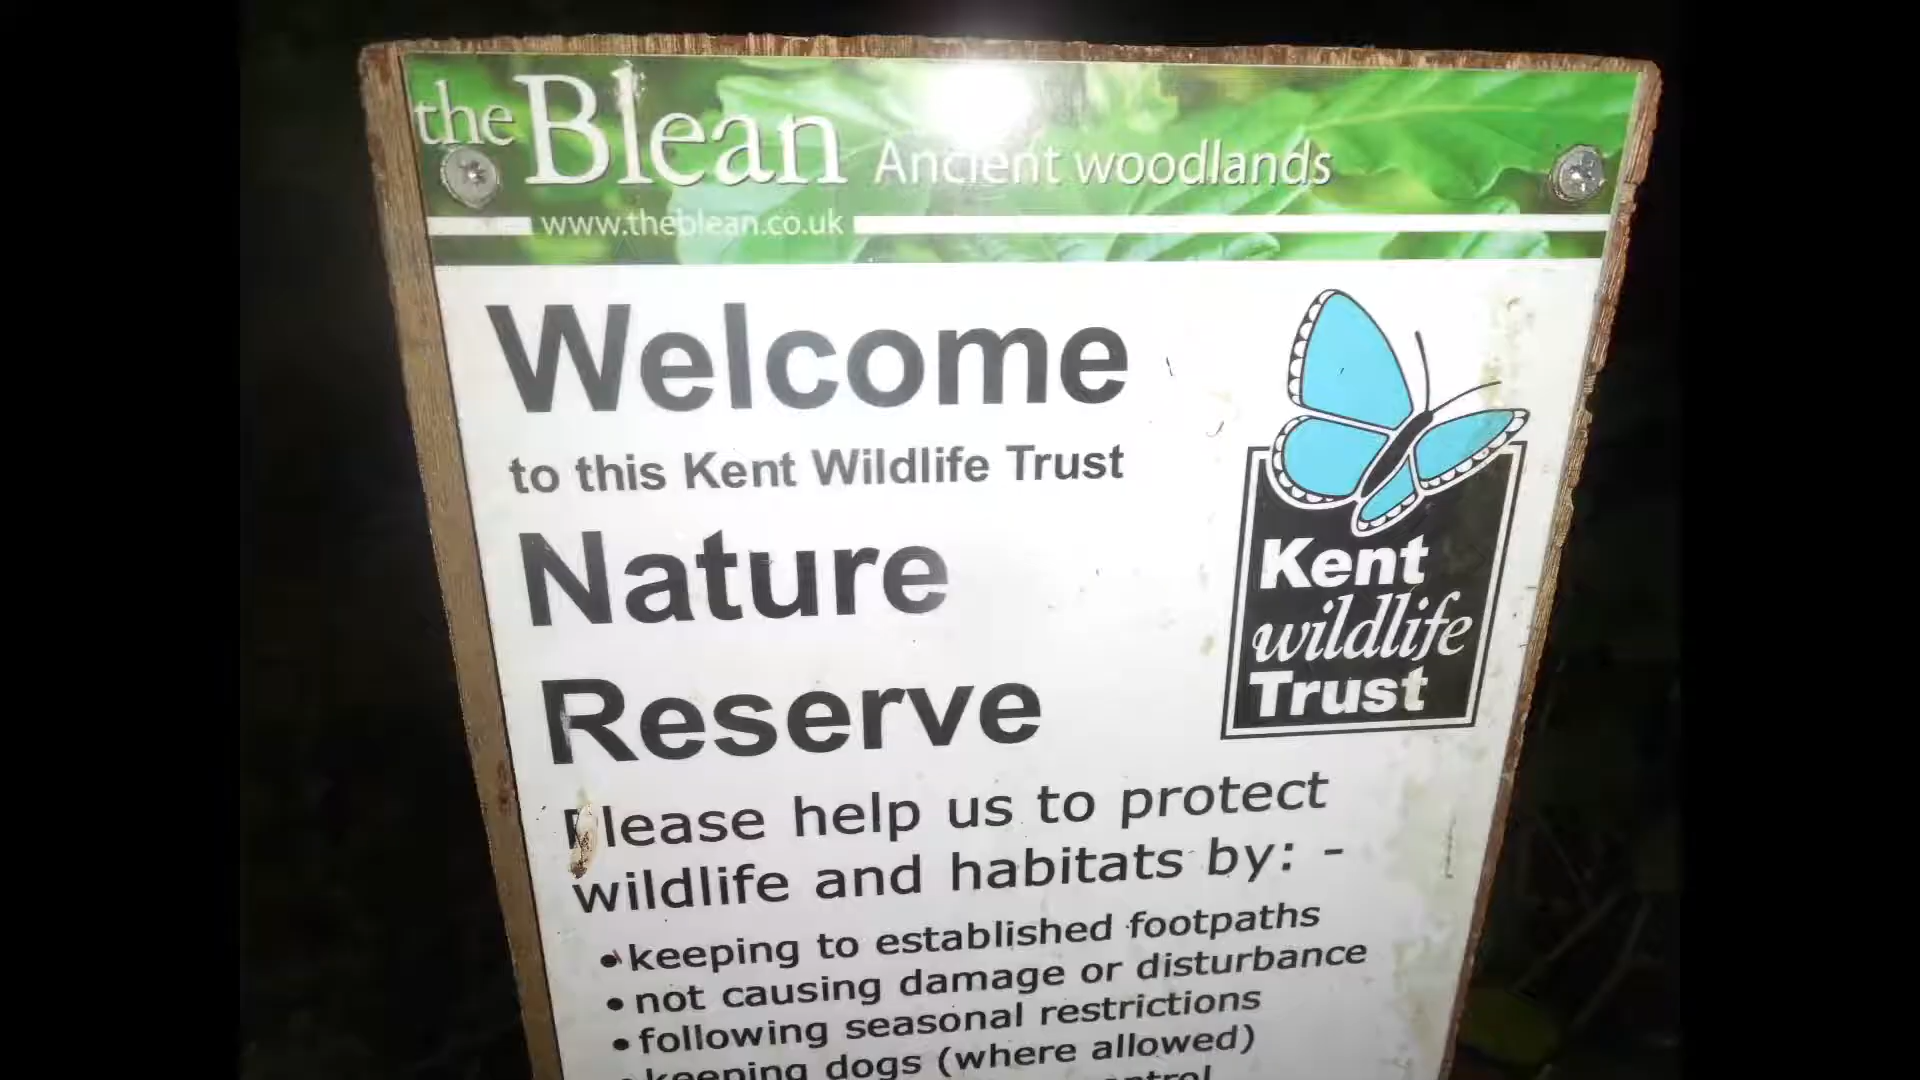 the Blean Ancient woodlands
www.theblean.co.uk
Welcome
to this Kent Wildlife Trust
Nature
Reserve
Kent
wildlife
Trust
Please help us to protect
wildlife and habitats by: -
•keeping to established footpaths
•not causing damage or disturbance
•following seasonal restrictions
•keeping dogs (where allowed)